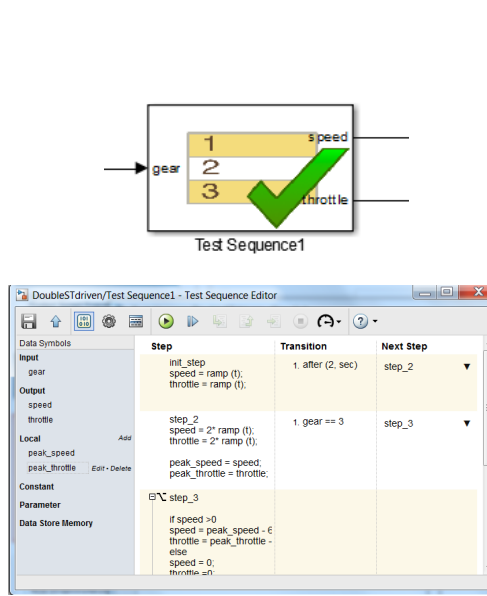 1
speed
gear
2
3
throttle
Test Sequence1
DoubleSTdriven/Test Sequence1 - Test Sequence Editor
Data Symbols
Input
gear
Output
speed
throttle
Local Add
peak_speed
peak_throttle Edit • Delete
Constant
Parameter
Data Store Memory
Step Transition Next Step
init_step
speed = ramp (t);
throttle = ramp (t);
1. after (2, sec)
step_2
step_2
speed = 2* ramp (t);
throttle = 2* ramp (t);
peak_speed = speed;
peak_throttle = throttle;
1. gear == 3
step_3
step_3
if speed >0
speed = peak_speed - 6
throttle = peak_throttle -
else
speed = 0;
throttle =0;